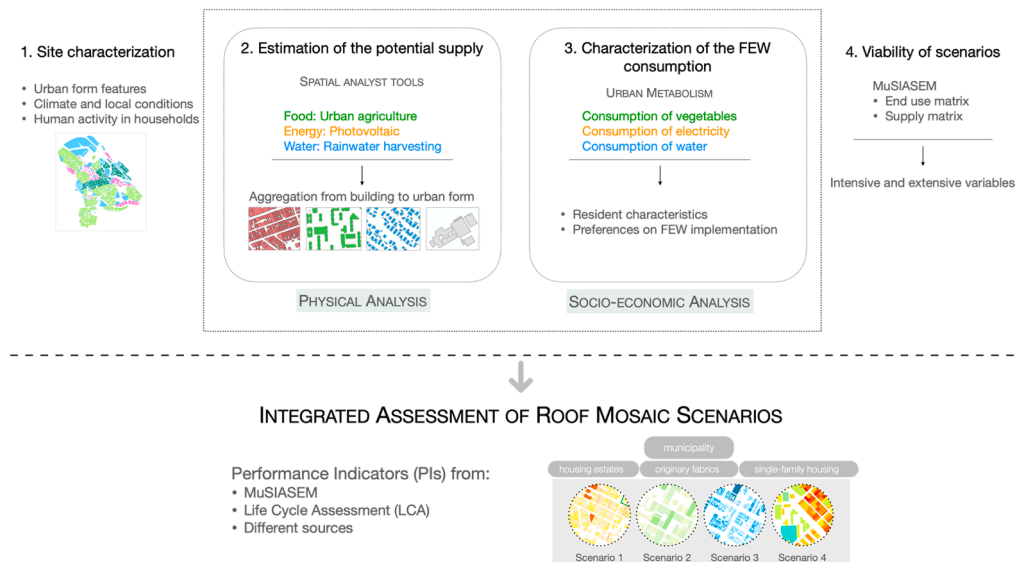 1. Site characterization
• Urban form features
• Climate and local conditions
• Human activity in households
2. Estimation of the potential supply
SPATIAL ANALYST TOOLS
Food: Urban agriculture
Energy: Photovoltaic
Water: Rainwater harvesting
Aggregation from building to urban form
PHYSICAL ANALYSIS
3. Characterization of the FEW
consumption
URBAN METABOLISM
Consumption of vegetables
Consumption of electricity
Consumption of water
• Resident characteristics
• Preferences on FEW implementation
SOCIO-ECONOMIC ANALYSIS
4. Viability of scenarios
MuSIASEM
• End use matrix
• Supply matrix
Intensive and extensive variables
INTEGRATED ASSESSMENT OF ROOF MOSAIC SCENARIOS
Performance Indicators (PIs) from:
• MuSIASEM
• Life Cycle Assessment (LCA)
• Different sources
municipality
housing estates
originary fabrics
single-family housing
Scenario 1
Scenario 2
Scenario 3
Scenario 4